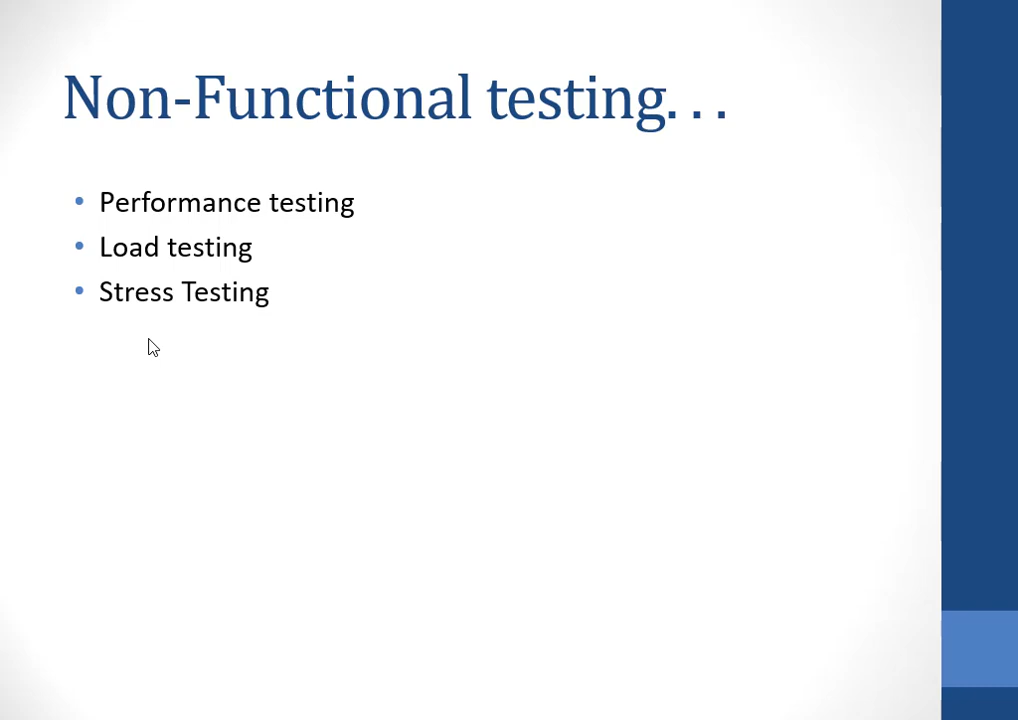 Non-Functional testing. . .
• Performance testing
• Load testing
• Stress Testing